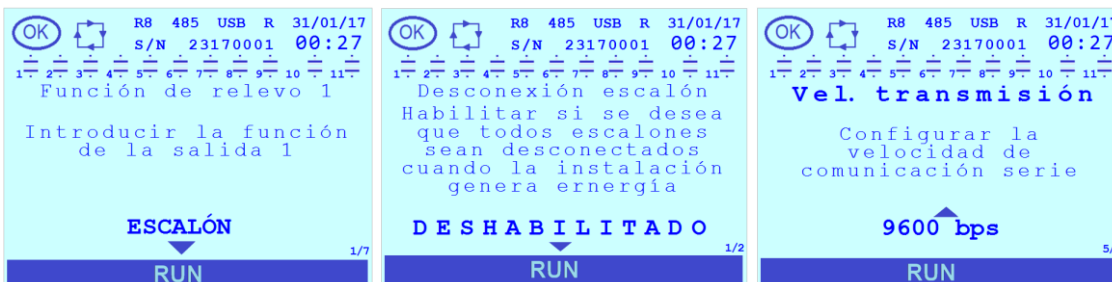 OK R8 485 USB R 31/01/17
S/N 23170001 00:27
1 2 3 4 5 6 7 8 9 10 11
Función de relevo 1
Introducir la función
de la salida 1
ESCALÓN
1/7
RUN
OK R8 485 USB R 31/01/17
S/N 23170001 00:27
1 2 3 4 5 6 7 8 9 10 11
Desconexión escalón
Habilitar si se desea
que todos escalones
sean desconectados
cuando la instalación
genera ernergía
DESHABILITADO
1/2
RUN
OK R8 485 USB R 31/01/17
S/N 23170001 00:27
1 2 3 4 5 6 7 8 9 10 11
Vel. transmisión
Configurar la
velocidad de
comunicación serie
9600 bps
5/
RUN